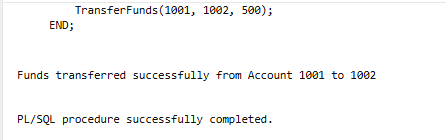 TransferFunds(1001, 1002, 500);
END;
Funds transferred successfully from Account 1001 to 1002
PL/SQL procedure successfully completed.